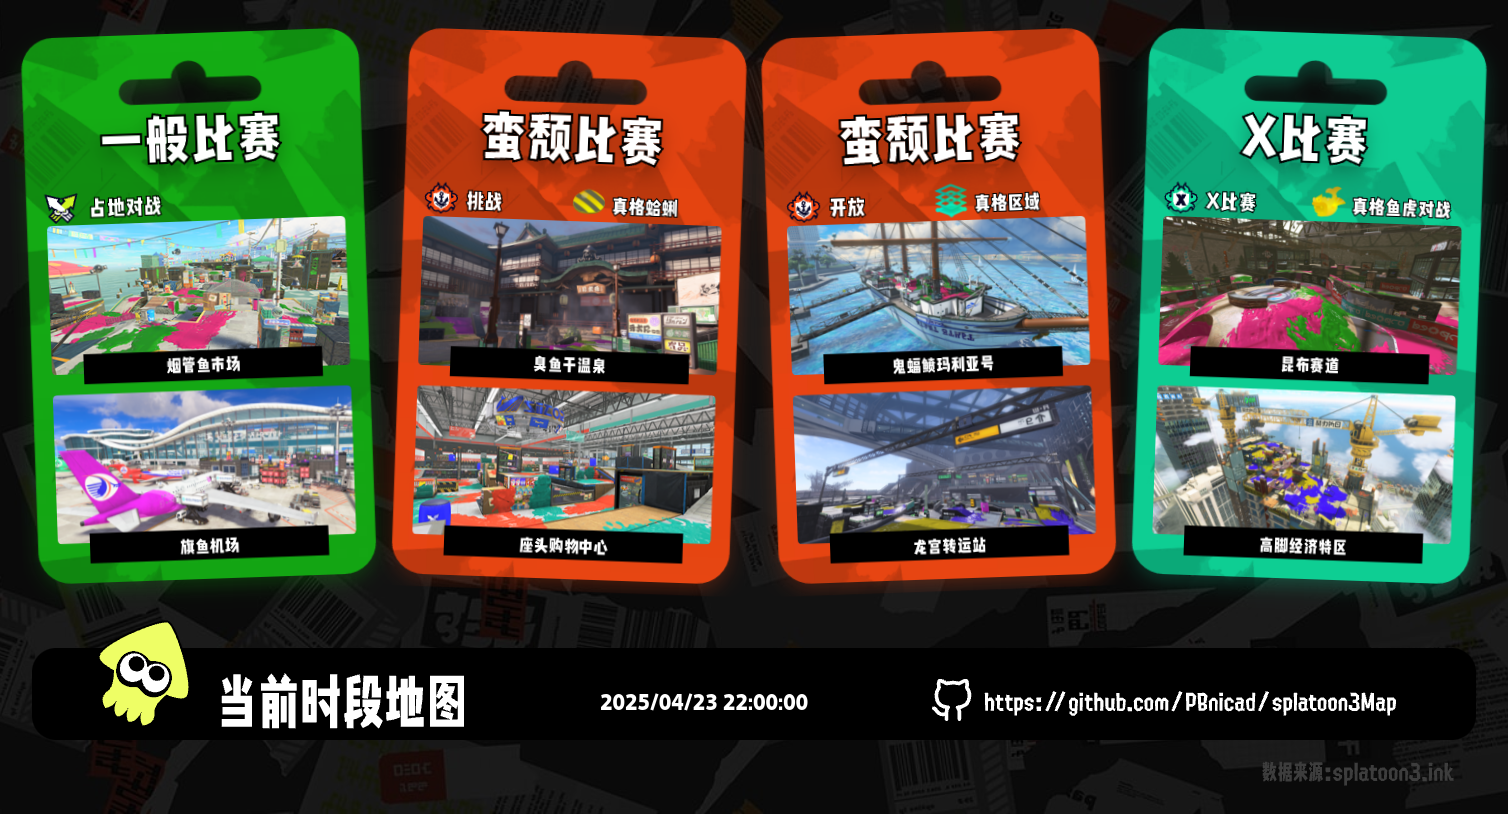 一般比赛
占地对战
烟管鱼市场
旗鱼机场
蛮颓比赛
挑战
真格蛤蜊
臭鱼干温泉
座头购物中心
蛮颓比赛
开放
真格区域
鬼蝠鲼玛利亚号
龙宫转运站
X比赛
X比赛
真格鱼虎对战
昆布赛道
高脚经济特区
当前时段地图
2025/04/23 22:00:00
https://github.com/PBnicad/splatoon3Map
数据来源:splatoon3.ink